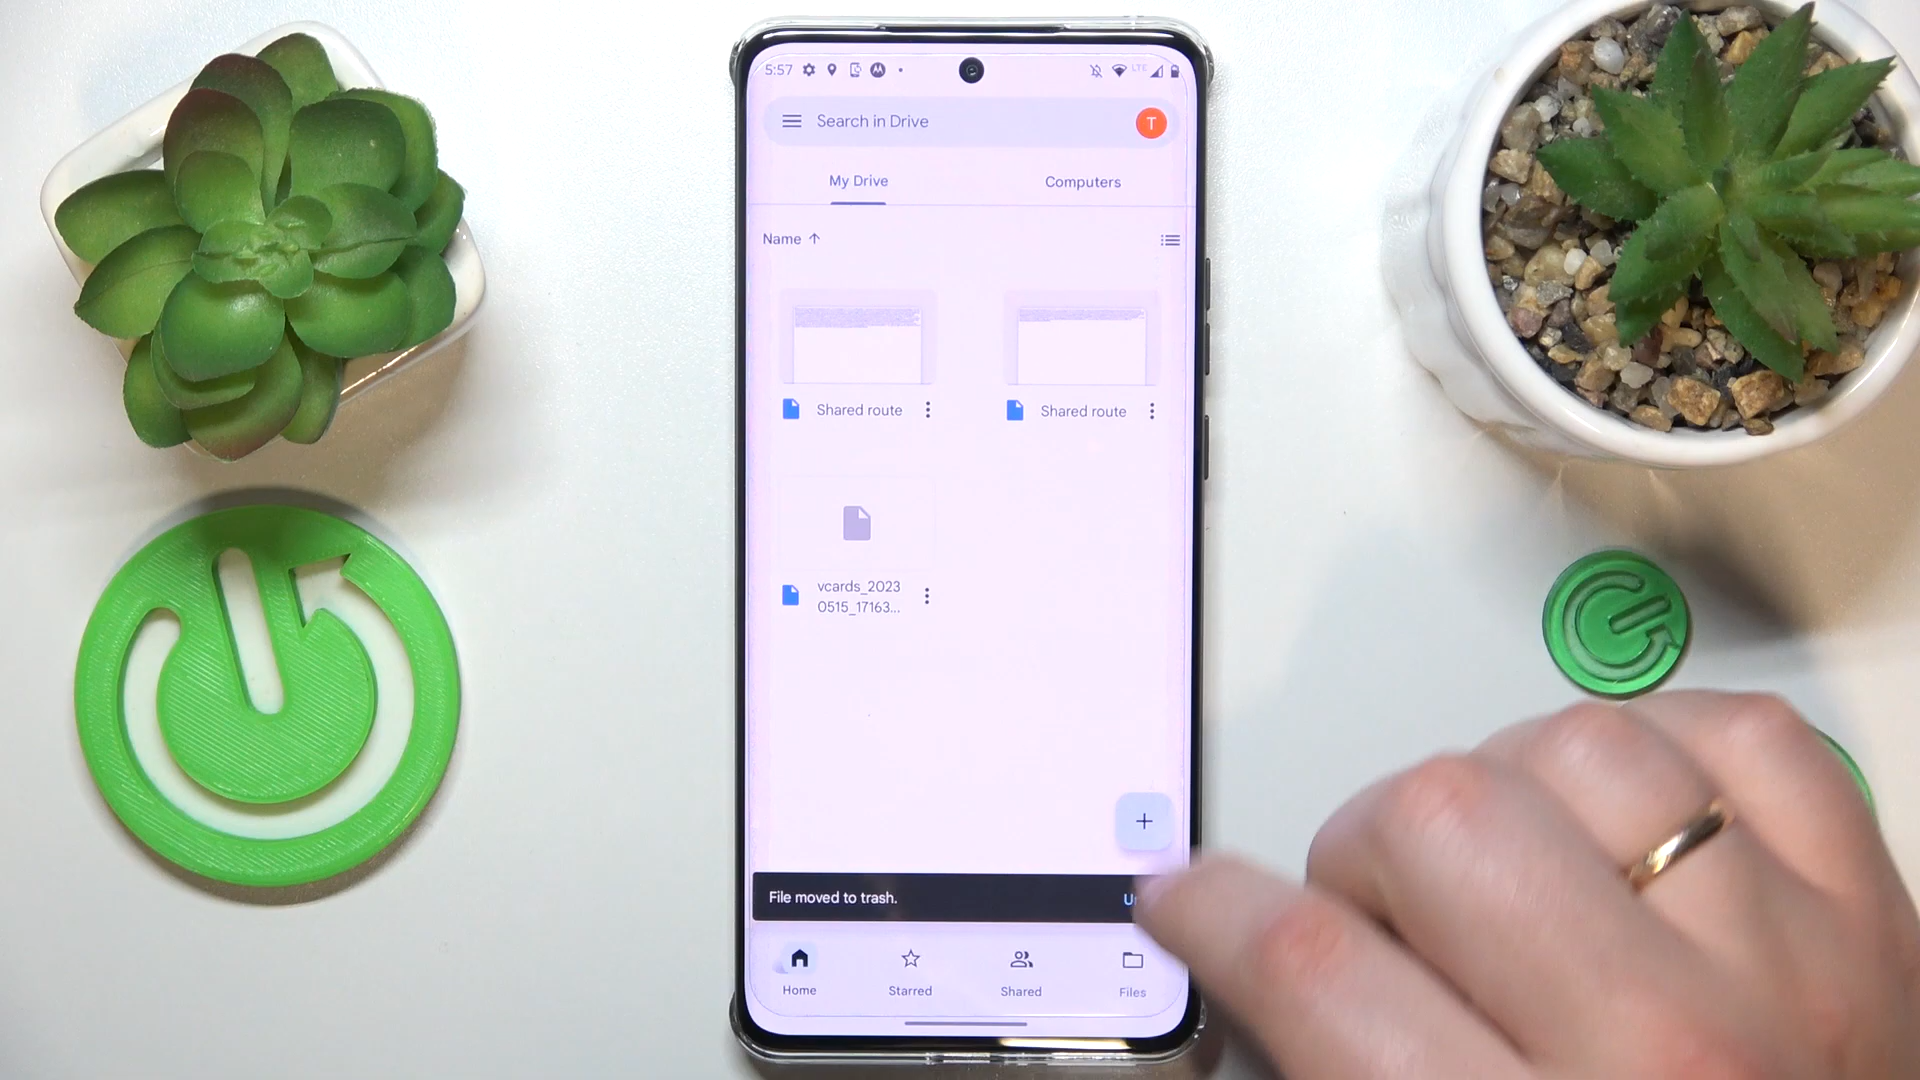 5:57
LTE
Search in Drive
T
My Drive
Computers
Name
Shared route
Shared route
vcards_2023
0515_17163...
File moved to trash.
Home
Starred
Shared
Files